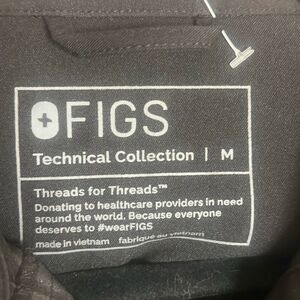 FIGS
Technical Collection | M
Threads for Threads™
Donating to healthcare providers in need
around the world. Because everyone
deserves to #wearFIGS
made in vietnam fabriqué au vietnam